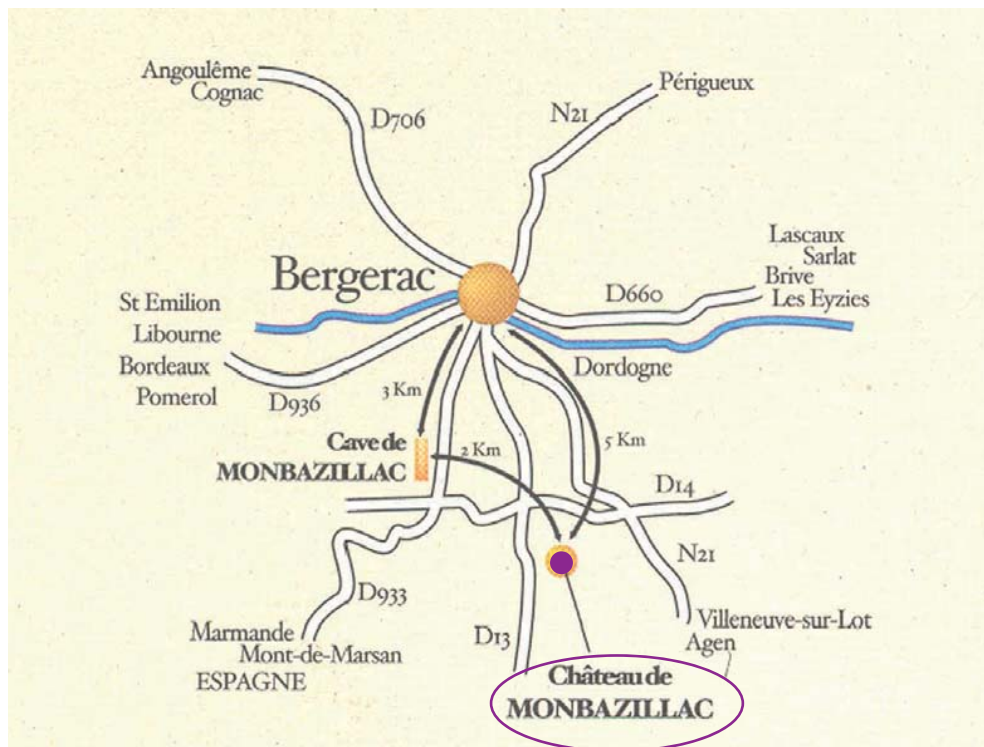 Angoulême
Cognac
D706
N21
Périgueux
Bergerac
Lascaux
Sarlat
Brive
Les Eyzies
D660
St Emilion
Libourne
Bordeaux
Pomerol
D936
Dordogne
3 Km
Cave de
MONBAZILLAC
2 Km
5 Km
D14
N21
D933
Marmande
Mont-de-Marsan
ESPAGNE
D13
Villeneuve-sur-Lot
Agen
Château de
MONBAZILLAC